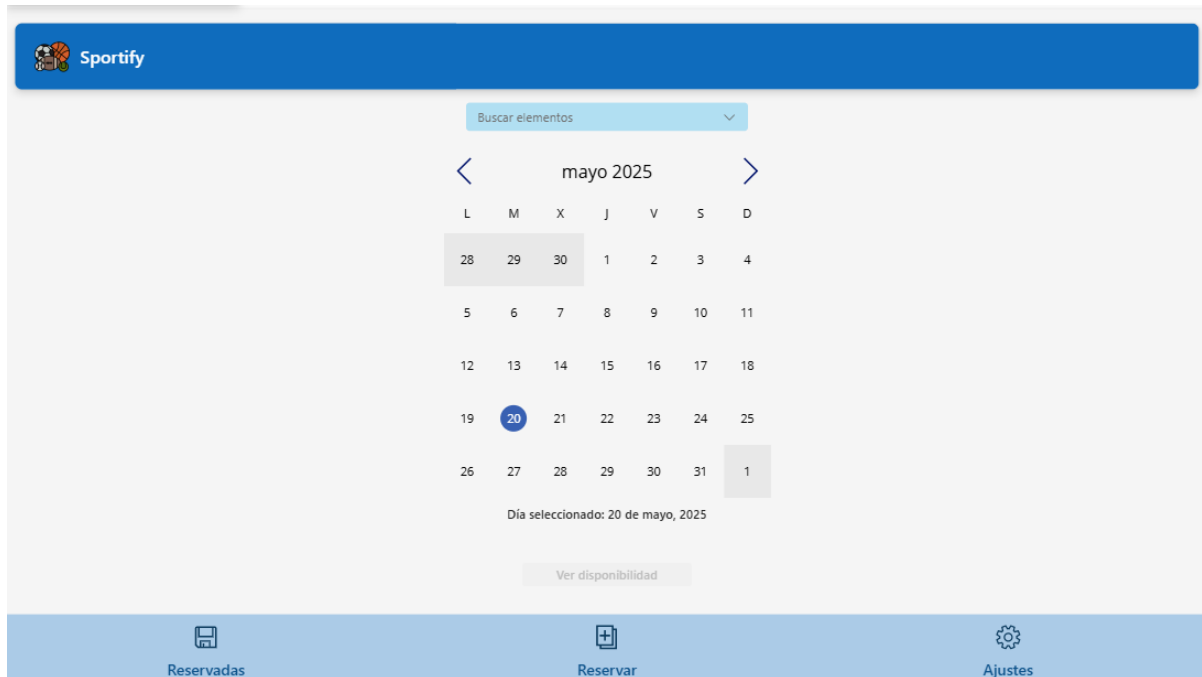 Sportify
Buscar elementos
mayo 2025
L M X J V S D
28 29 30 1 2 3 4
5 6 7 8 9 10 11
12 13 14 15 16 17 18
19 20 21 22 23 24 25
26 27 28 29 30 31 1
Día seleccionado: 20 de mayo, 2025
Ver disponibilidad
Reservadas Reservar Ajustes